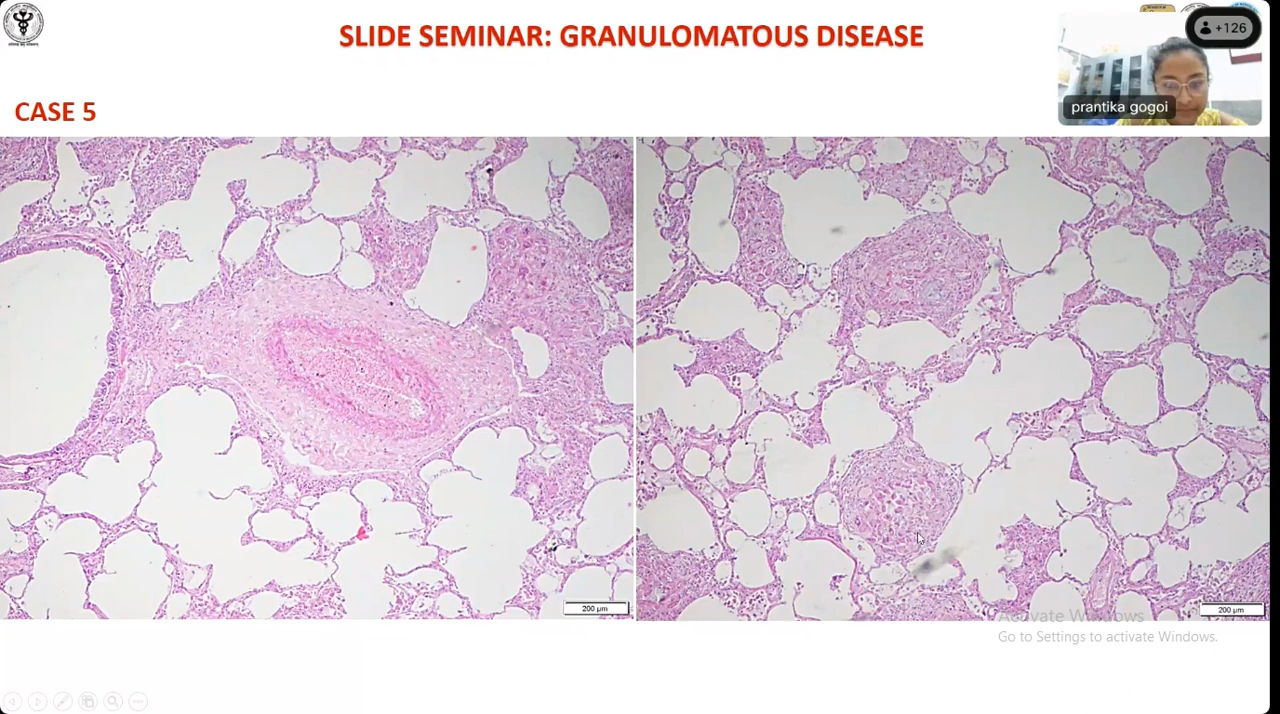 SLIDE SEMINAR: GRANULOMATOUS DISEASE
+126
prantika gogoi
CASE 5
200 µm
200 µm
Activate Windows
Go to Settings to activate Windows.